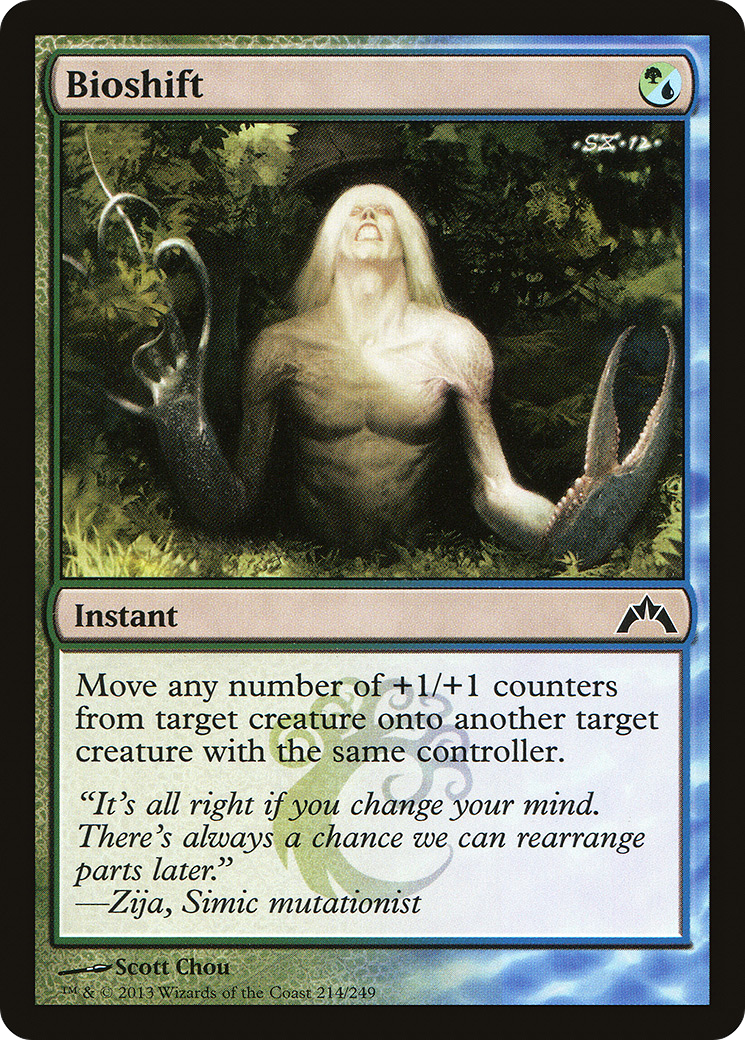 Bioshift
·SZ·12·
Instant
Move any number of +1/+1 counters
from target creature onto another target
creature with the same controller.
“It’s all right if you change your mind.
There’s always a chance we can rearrange
parts later.”
—Zija, Simic mutationist
Scott Chou
™ & © 2013 Wizards of the Coast 214/249